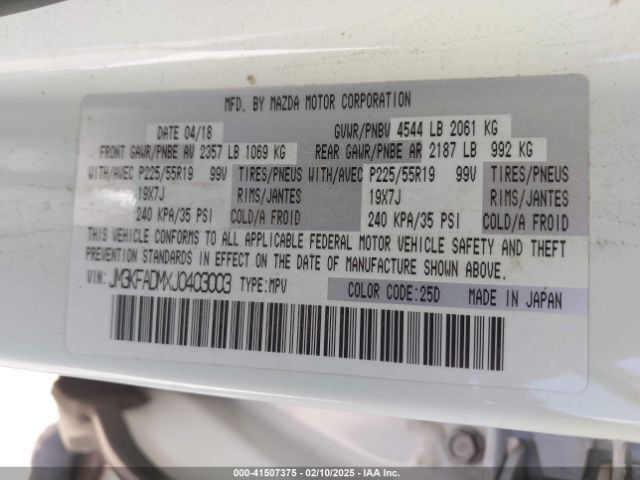 MFD. BY MAZDA MOTOR CORPORATION
DATE 04/18 GVWR/PNBV 4544 LB 2061 KG
FRONT GAWR/PNBE AV 2357 LB 1069 KG REAR GAWR/PNBE AR 2187 LB 992 KG
WITH/AVEC P225/55R19 99V TIRES/PNEUS WITH/AVEC P225/55R19 99V TIRES/PNEUS
19X7J RIMS/JANTES 19X7J RIMS/JANTES
240 KPA/35 PSI COLD/A FROID 240 KPA/35 PSI COLD/A FROID
THIS VEHICLE CONFORMS TO ALL APPLICABLE FEDERAL MOTOR VEHICLE SAFETY AND THEFT
PREVENTION STANDARDS IN EFFECT ON THE DATE OF MANUFACTURE SHOWN ABOVE.
VIN: JM3KFADMXJ0403003 TYPE:MPV COLOR CODE:25D MADE IN JAPAN
000-41507375 - 02/10/2025 - IAA Inc.